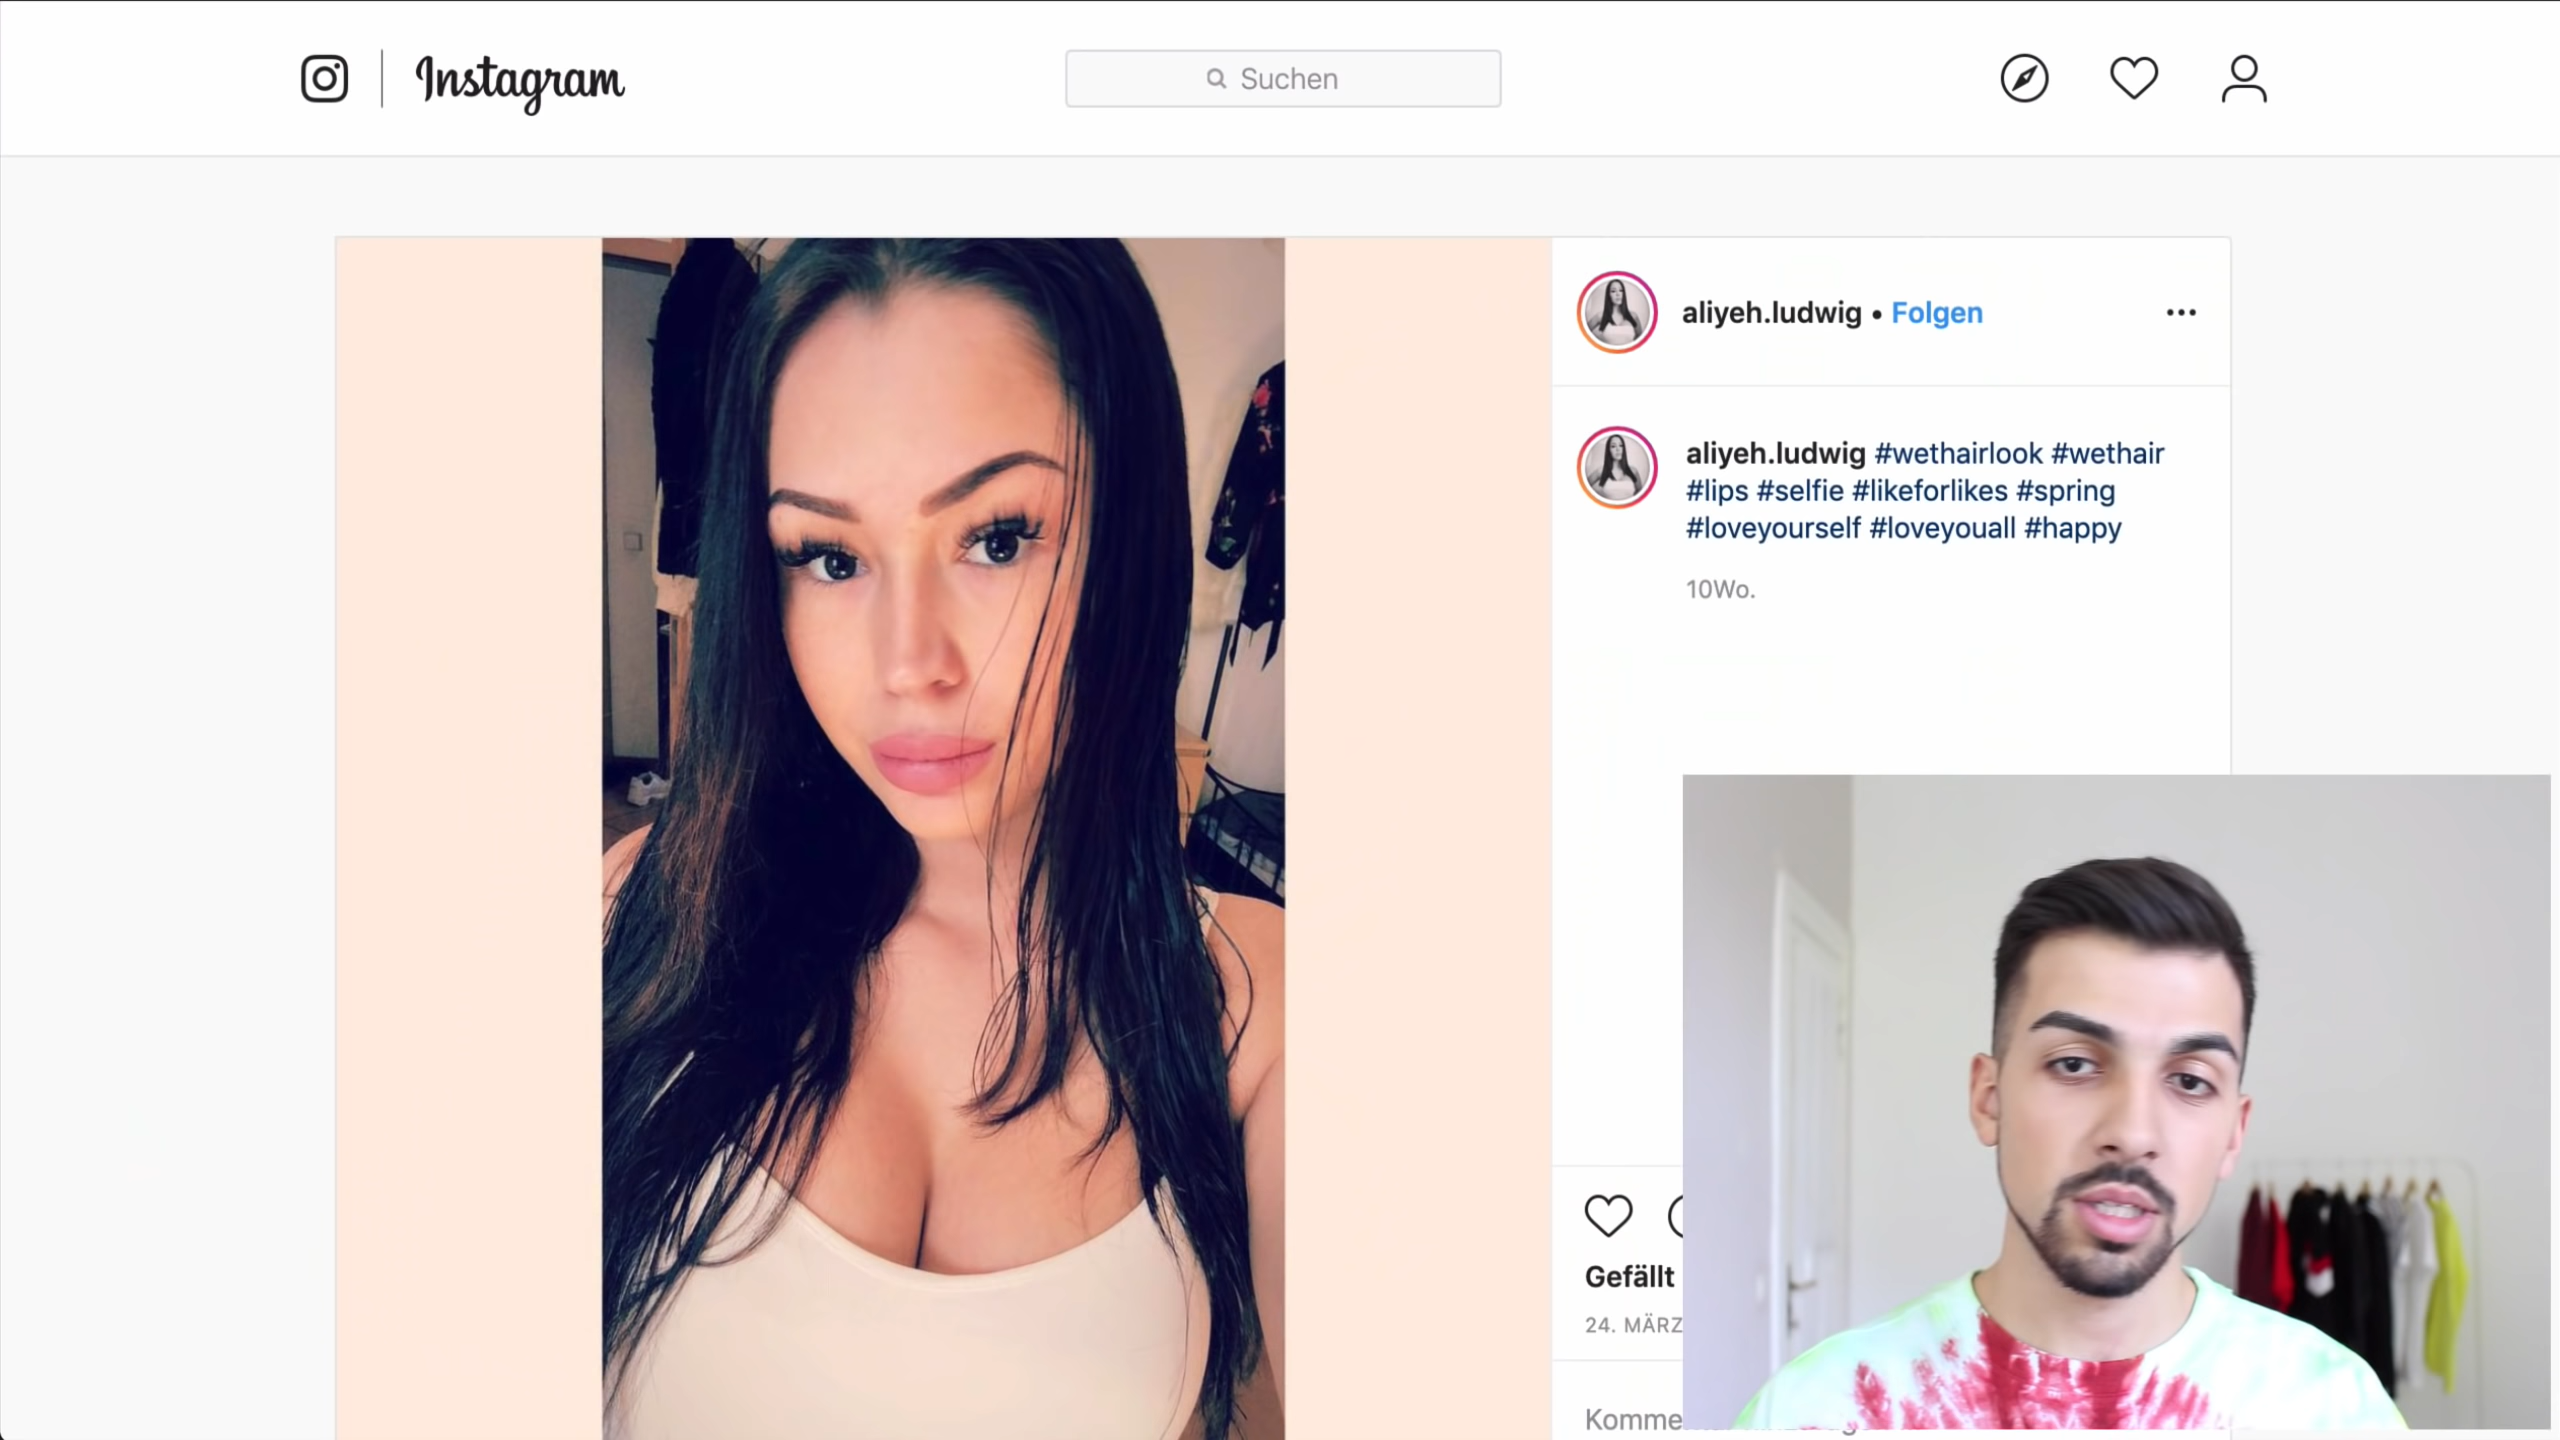 Instagram
Suchen
aliyeh.ludwig • Folgen
aliyeh.ludwig #wethairlook #wethair
#lips #selfie #likeforlikes #spring
#loveyourself #loveyouall #happy
10Wo.
Gefällt
24. MÄRZ